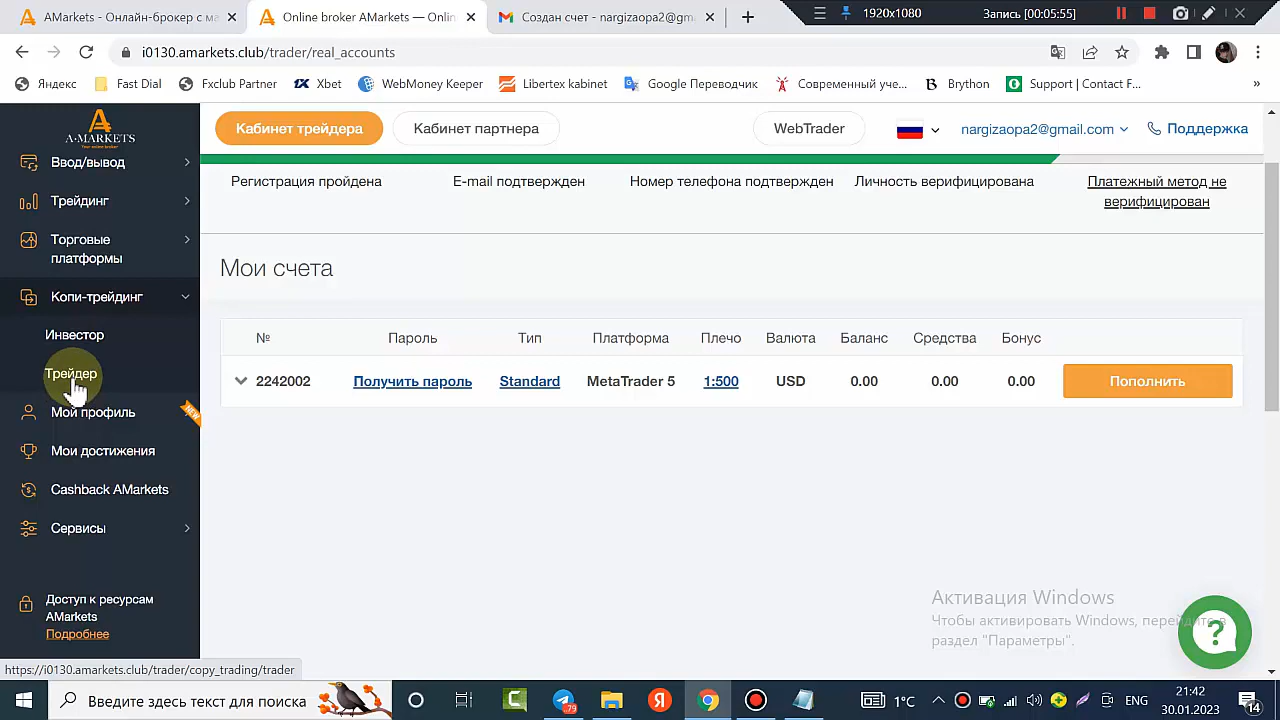 AMarkets - Онлайн брокер с ма
Online broker AMarkets — Onlin
Создан счет - nargizaopa2@gm
1920x1080
Запись [00:05:55]
i0130.amarkets.club/trader/real_accounts
Яндекс
Fast Dial
Fxclub Partner
1X Xbet
WebMoney Keeper
Libertex kabinet
Google Переводчик
Современный уче...
B Brython
Support | Contact F...
»
A·MARKETS
Your online broker
Кабинет трейдера
Кабинет партнера
WebTrader
nargizaopa2@gmail.com
Поддержка
Ввод/вывод
Трейдинг
Торговые
платформы
Копи-трейдинг
Инвестор
Трейдер
Мой профиль
NEW
Мои достижения
Cashback AMarkets
Сервисы
Доступ к ресурсам
AMarkets
Подробнее
Регистрация пройдена
E-mail подтвержден
Номер телефона подтвержден
Личность верифицирована
Платежный метод не
верифицирован
Мои счета
№ Пароль Тип Платформа Плечо Валюта Баланс Средства Бонус
2242002 Получить пароль Standard MetaTrader 5 1:500 USD 0.00 0.00 0.00 Пополнить
Активация Windows
Чтобы активировать Windows, перейдите в
раздел "Параметры".
https://i0130.amarkets.club/trader/copy_trading/trader
Введите здесь текст для поиска
79
1°C
ENG
21:42
30.01.2023
14